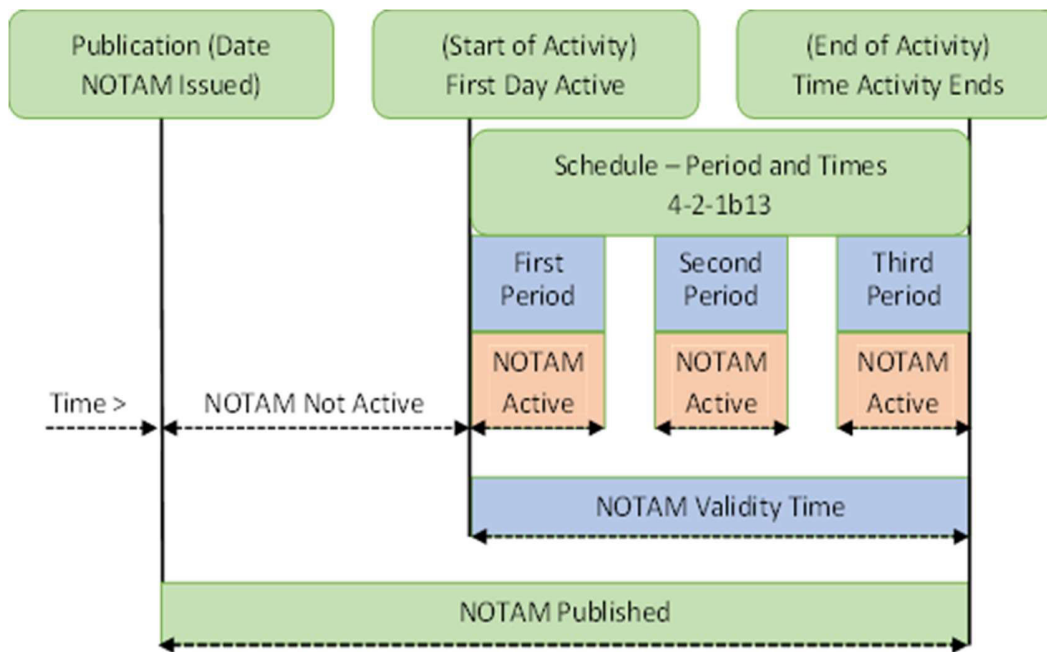 Publication (Date
NOTAM Issued)
(Start of Activity)
First Day Active
(End of Activity)
Time Activity Ends
Schedule – Period and Times
4-2-1b13
First
Period
Second
Period
Third
Period
NOTAM
Active
NOTAM
Active
NOTAM
Active
Time >
NOTAM Not Active
NOTAM Validity Time
NOTAM Published